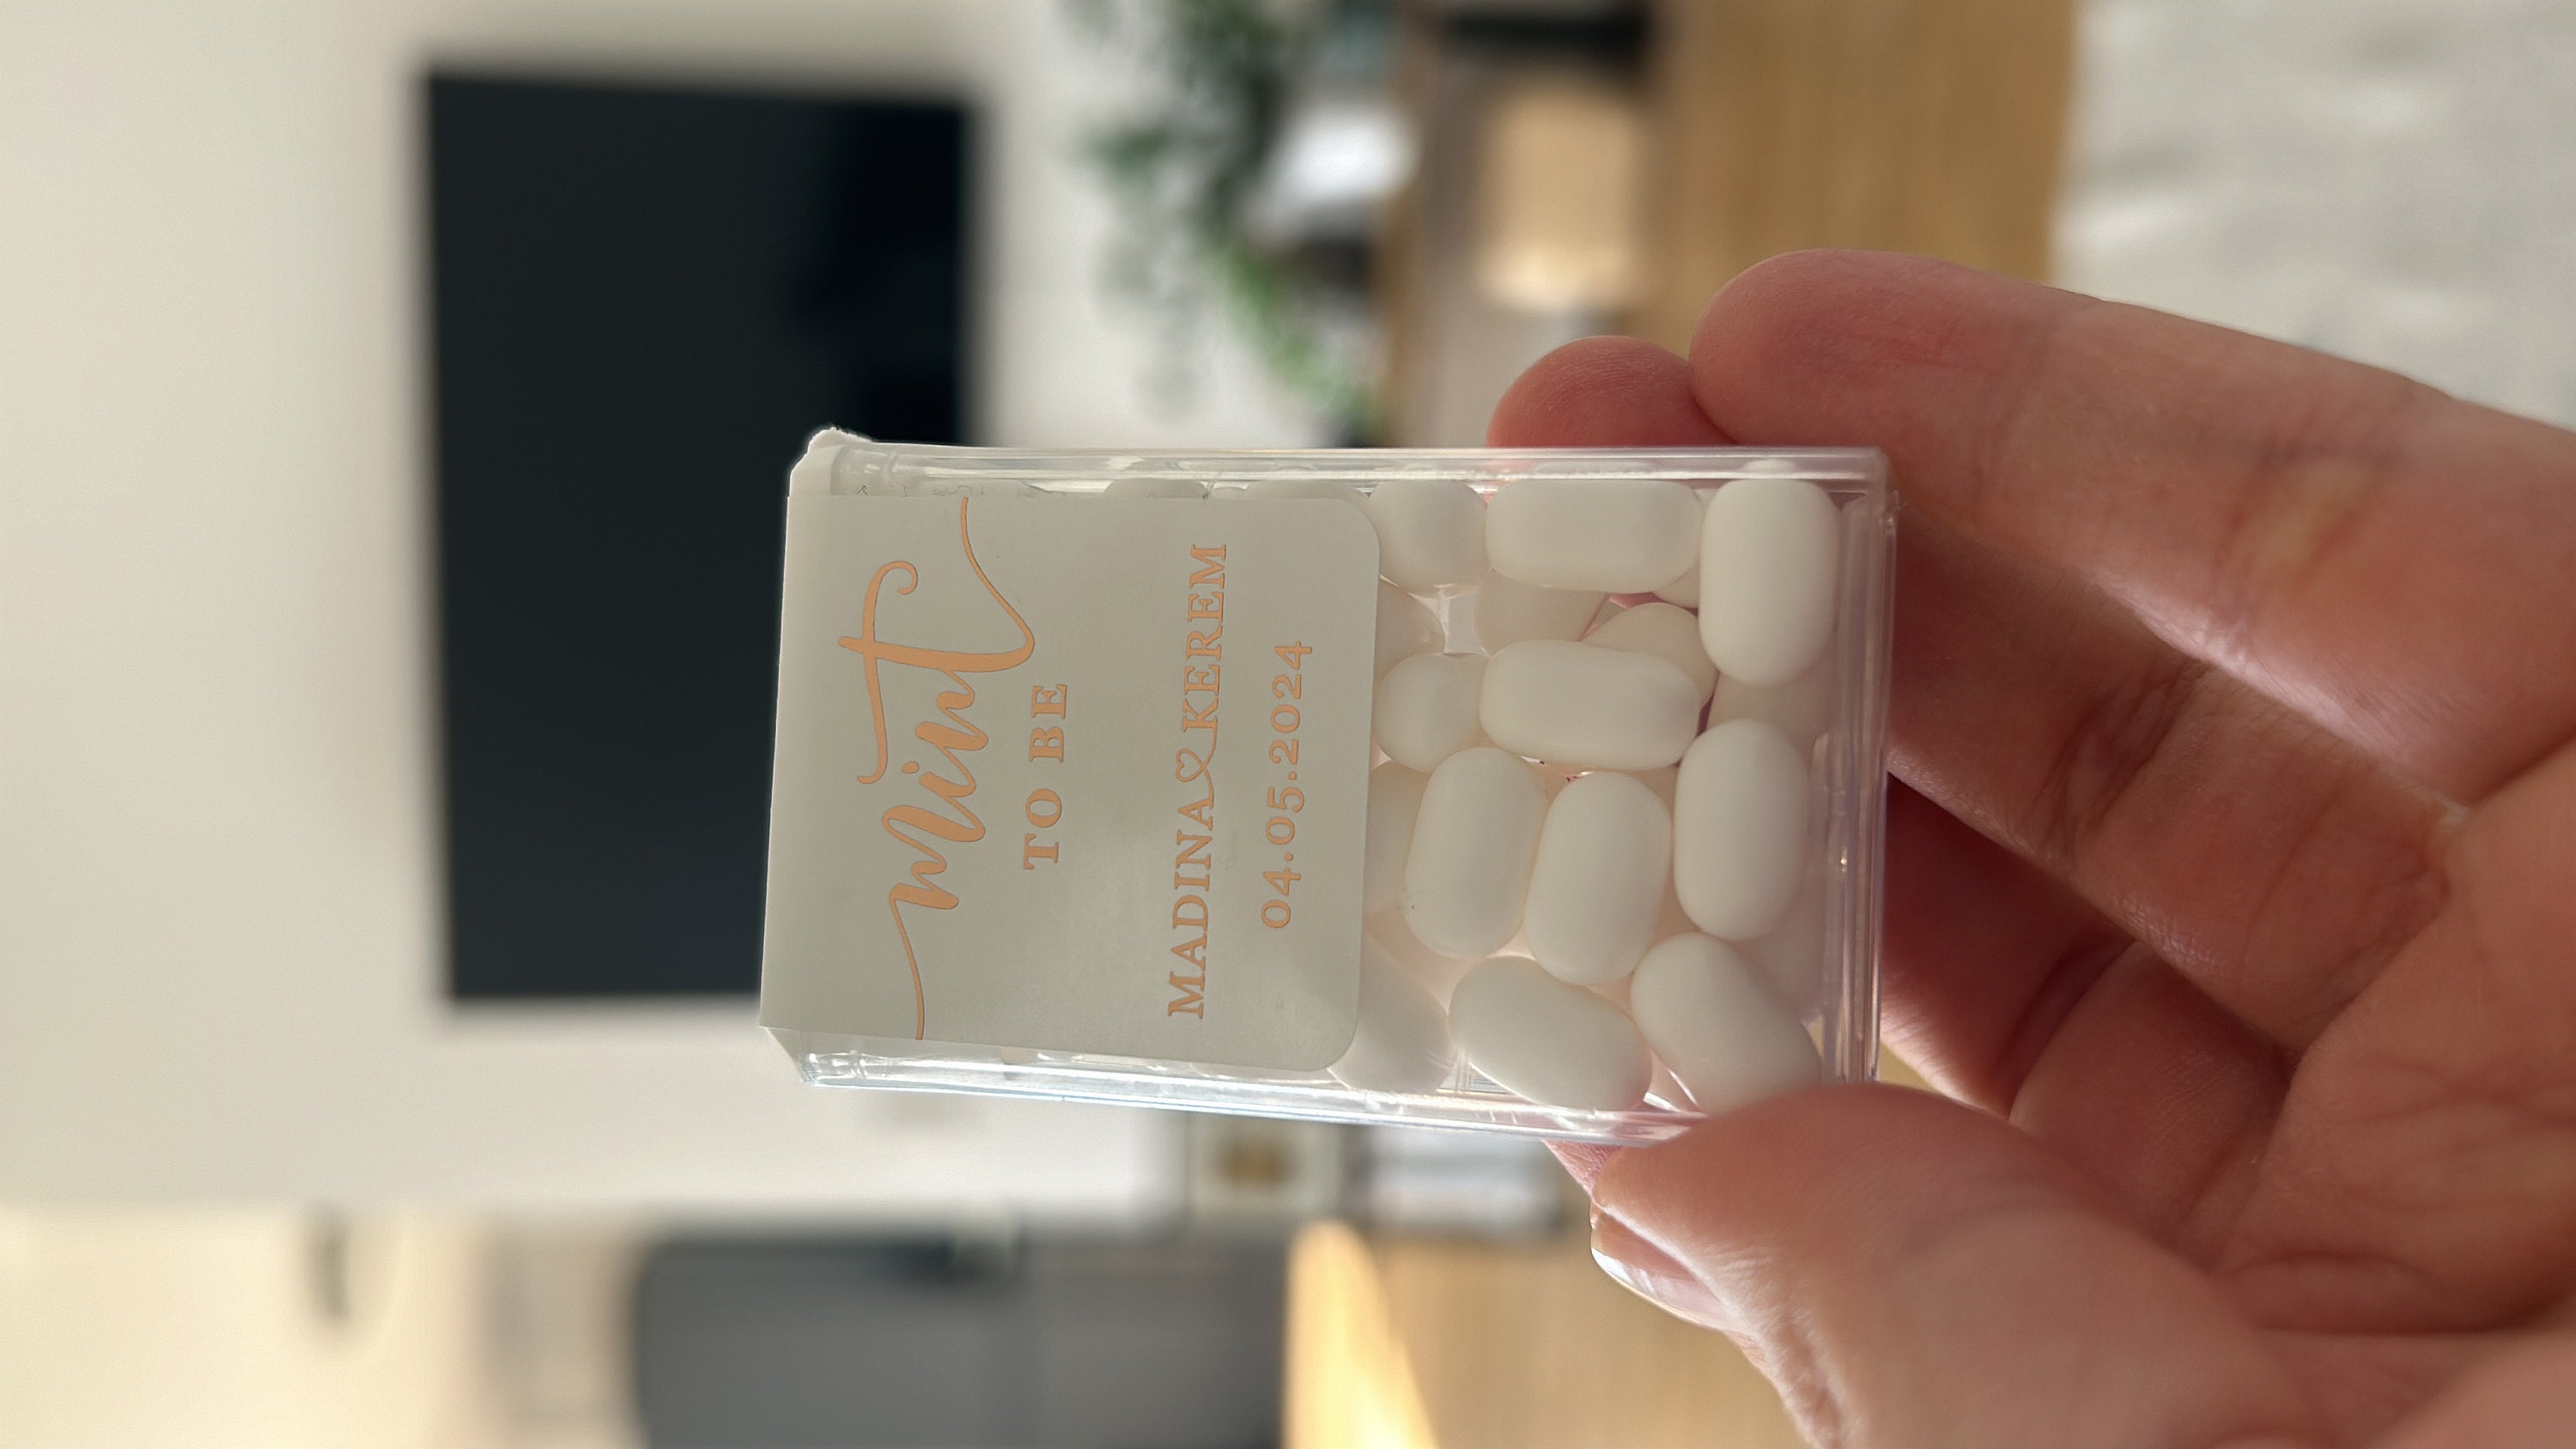 mint
TO BE
MADINA KEREM
04.05.2024